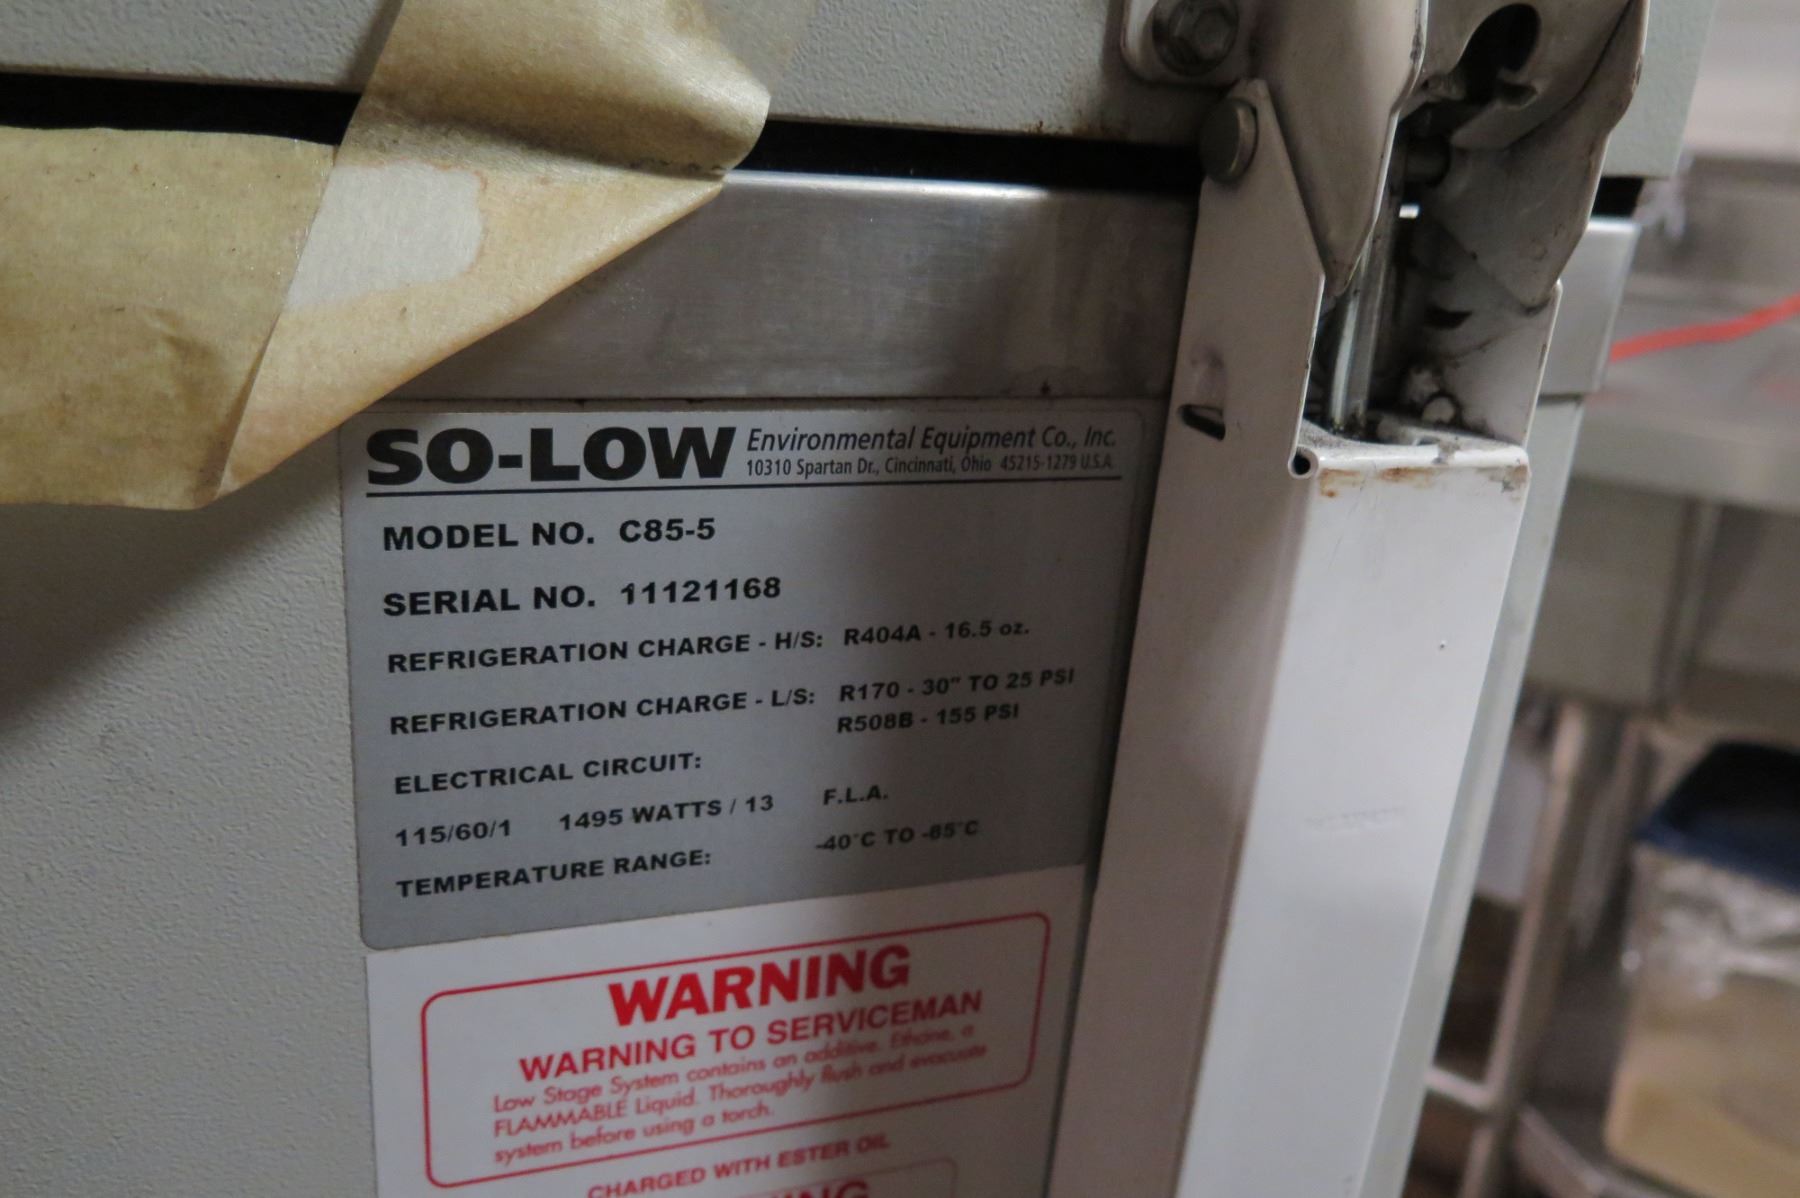 SO-LOW Environmental Equipment Co., Inc.
10310 Spartan Dr., Cincinnati, Ohio 45215-1279 U.S.A.
MODEL NO. C85-5
SERIAL NO. 11121168
REFRIGERATION CHARGE - H/S: R404A - 16.5 oz.
REFRIGERATION CHARGE - L/S: R170 - 30" TO 25 PSI
R508B - 155 PSI
ELECTRICAL CIRCUIT:
115/60/1 1495 WATTS / 13 F.L.A.
TEMPERATURE RANGE: -40°C TO -85°C
WARNING
WARNING TO SERVICEMAN
Low Stage System contains an additive. Ethane, a
FLAMMABLE Liquid. Thoroughly flush and evacuate
system before using a torch.
CHARGED WITH ESTER OIL